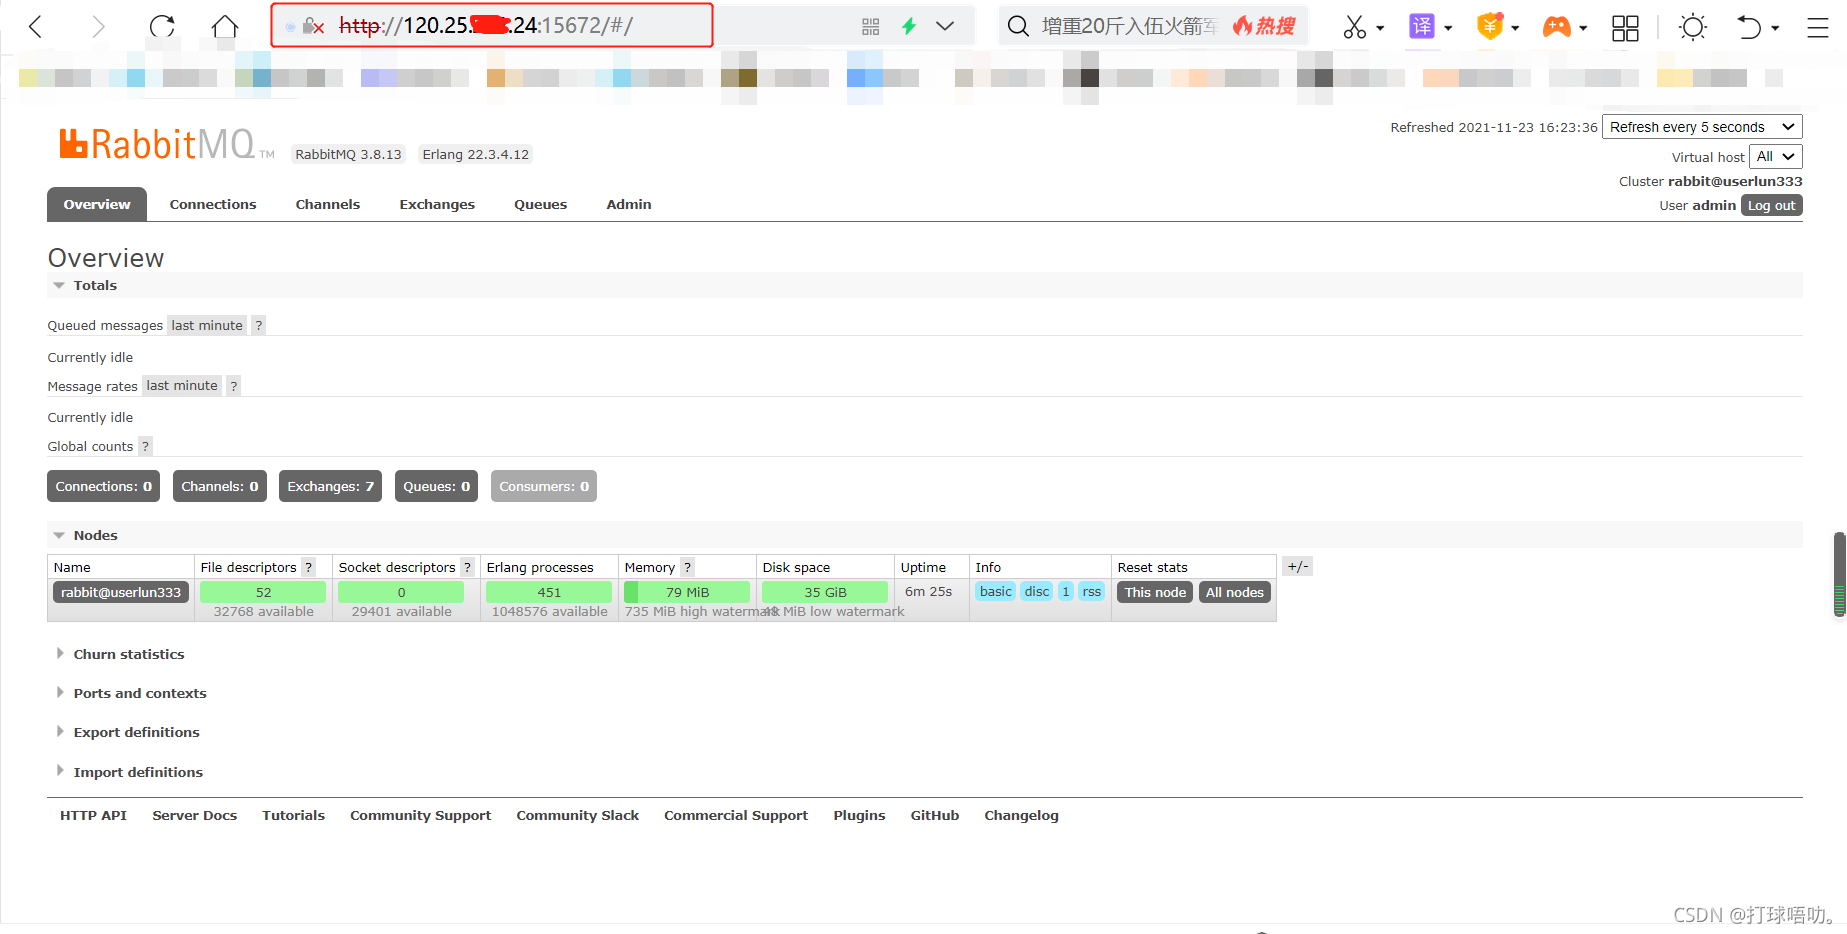 http://120.25. .24:15672/#/
增重20斤入伍火箭军
热搜
译
¥
RabbitMQ TM
RabbitMQ 3.8.13
Erlang 22.3.4.12
Refreshed 2021-11-23 16:23:36 Refresh every 5 seconds
Virtual host All
Cluster rabbit@userlun333
User admin Log out
Overview Connections Channels Exchanges Queues Admin
Overview
Totals
Queued messages last minute ?
Currently idle
Message rates last minute ?
Currently idle
Global counts ?
Connections: 0 Channels: 0 Exchanges: 7 Queues: 0 Consumers: 0
Nodes
Name File descriptors ? Socket descriptors ? Erlang processes Memory ? Disk space Uptime Info Reset stats +/-
rabbit@userlun333 52 0 451 79 MiB 35 GiB 6m 25s basic disc 1 rss This node All nodes
32768 available 29401 available 1048576 available 735 MiB high watermark 48 MiB low watermark
Churn statistics
Ports and contexts
Export definitions
Import definitions
HTTP API Server Docs Tutorials Community Support Community Slack Commercial Support Plugins GitHub Changelog
CSDN @打球唔叻。